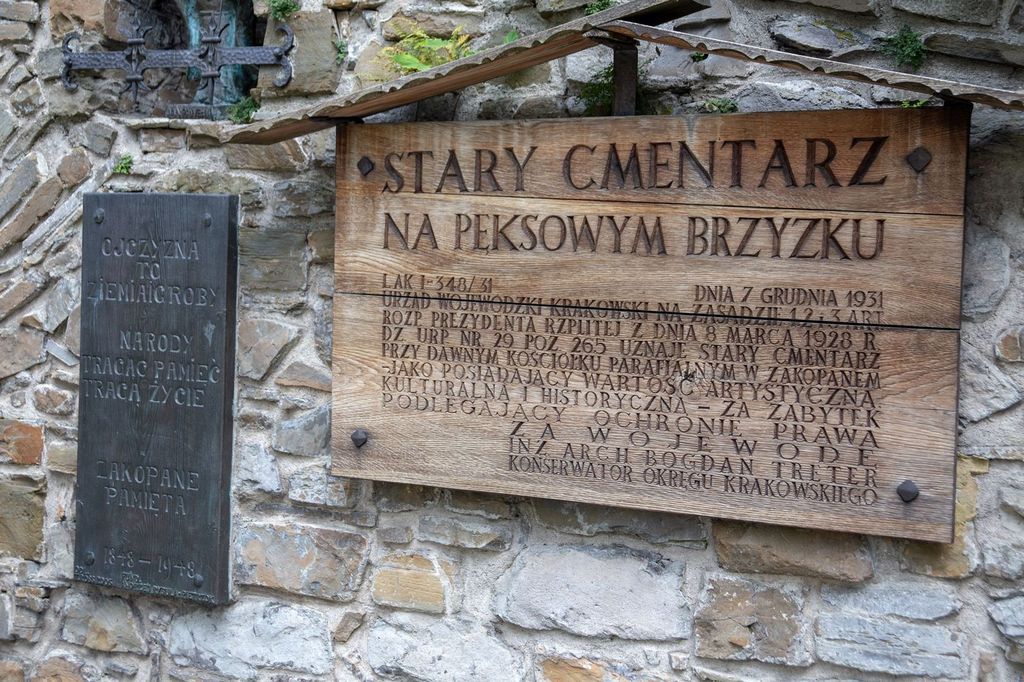 OJCZYZNA
TO
ZIEMIA I GROBY
NARODY
TRACĄC PAMIĘĆ
TRACĄ ŻYCIE
ZAKOPANE
PAMIĘTA
1848 – 1948
STARY CMENTARZ
NA PĘKSOWYM BRZYZKU
LAK I-348/31 DNIA 7 GRUDNIA 1931
URZĄD WOJEWÓDZKI KRAKOWSKI NA ZASADZIE 1 2 i 3 ART.
ROZP PREZYDENTA RZPLITEJ Z DNIA 8 MARCA 1928 R
DZ URP NR 29 POZ 265 UZNAJE STARY CMENTARZ
PRZY DAWNYM KOŚCIÓŁKU PARAFIALNYM W ZAKOPANEM
-JAKO POSIADAJĄCY WARTOŚĆ ARTYSTYCZNĄ
KULTURALNĄ I HISTORYCZNĄ – ZA ZABYTEK
PODLEGAJĄCY OCHRONIE PRAWA
ZA WOJEWODĘ
INŻ ARCH BOGDAN TRETER
KONSERWATOR OKRĘGU KRAKOWSKIEGO